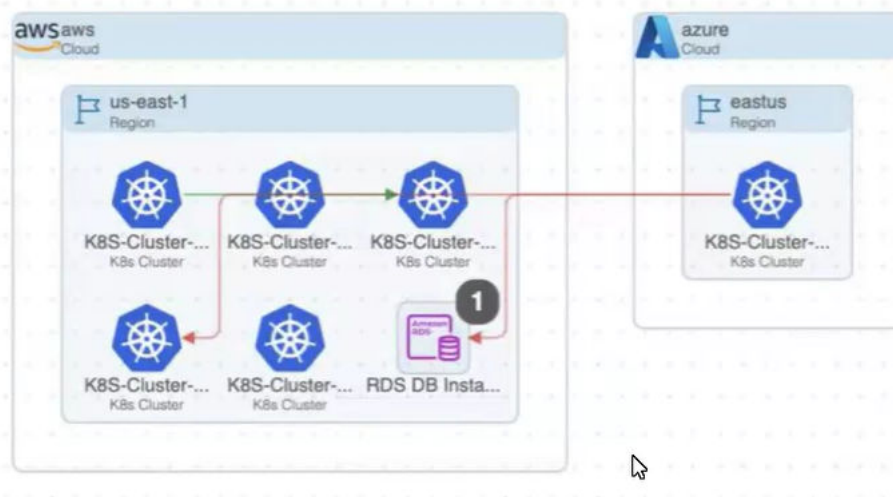 aws aws
Cloud
azure
Cloud
us-east-1
Region
eastus
Region
K8S-Cluster-... K8S-Cluster-... K8S-Cluster-...
K8s Cluster K8s Cluster K8s Cluster
K8S-Cluster-...
K8s Cluster
1
Amazon
RDS
K8S-Cluster-... K8S-Cluster-... RDS DB Insta...
K8s Cluster K8s Cluster